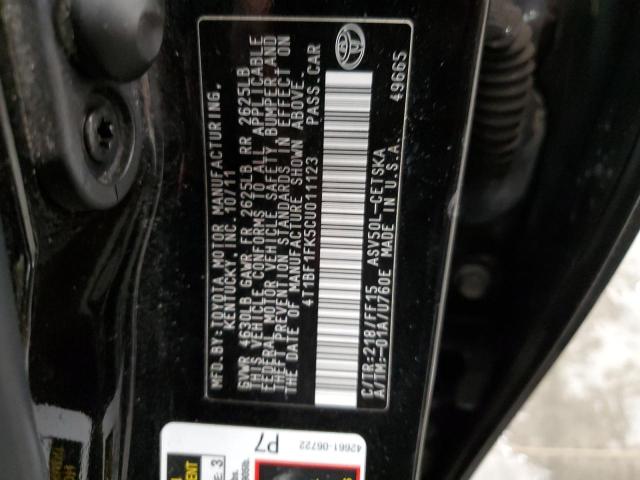 MFD.BY:TOYOTA MOTOR MANUFACTURING,
KENTUCKY, INC. 10/11
GVWR 4630LB GAWR FR 2625LB RR 2625LB
THIS VEHICLE CONFORMS TO ALL APPLICABLE
FEDERAL MOTOR VEHICLE SAFETY, BUMPER, AND
THEFT PREVENTION STANDARDS IN EFFECT ON
THE DATE OF MANUFACTURE SHOWN ABOVE.
4T1BF1FK5CU011123 PASS.CAR
C/TR:218/FF15 ASV50L-CETSKA
A/TM:-01A/U760E MADE IN U.S.A.
49665
42661-06722
P7